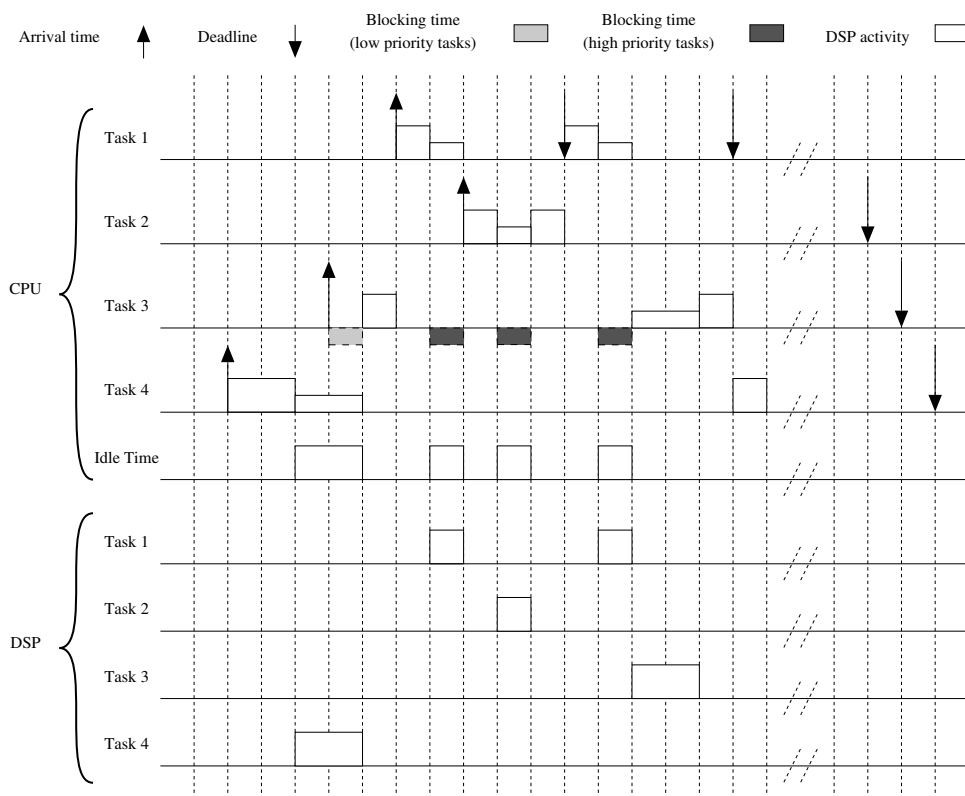 Arrival time
Deadline
Blocking time
(low priority tasks)
Blocking time
(high priority tasks)
DSP activity
CPU
Task 1
Task 2
Task 3
Task 4
Idle Time
DSP
Task 1
Task 2
Task 3
Task 4